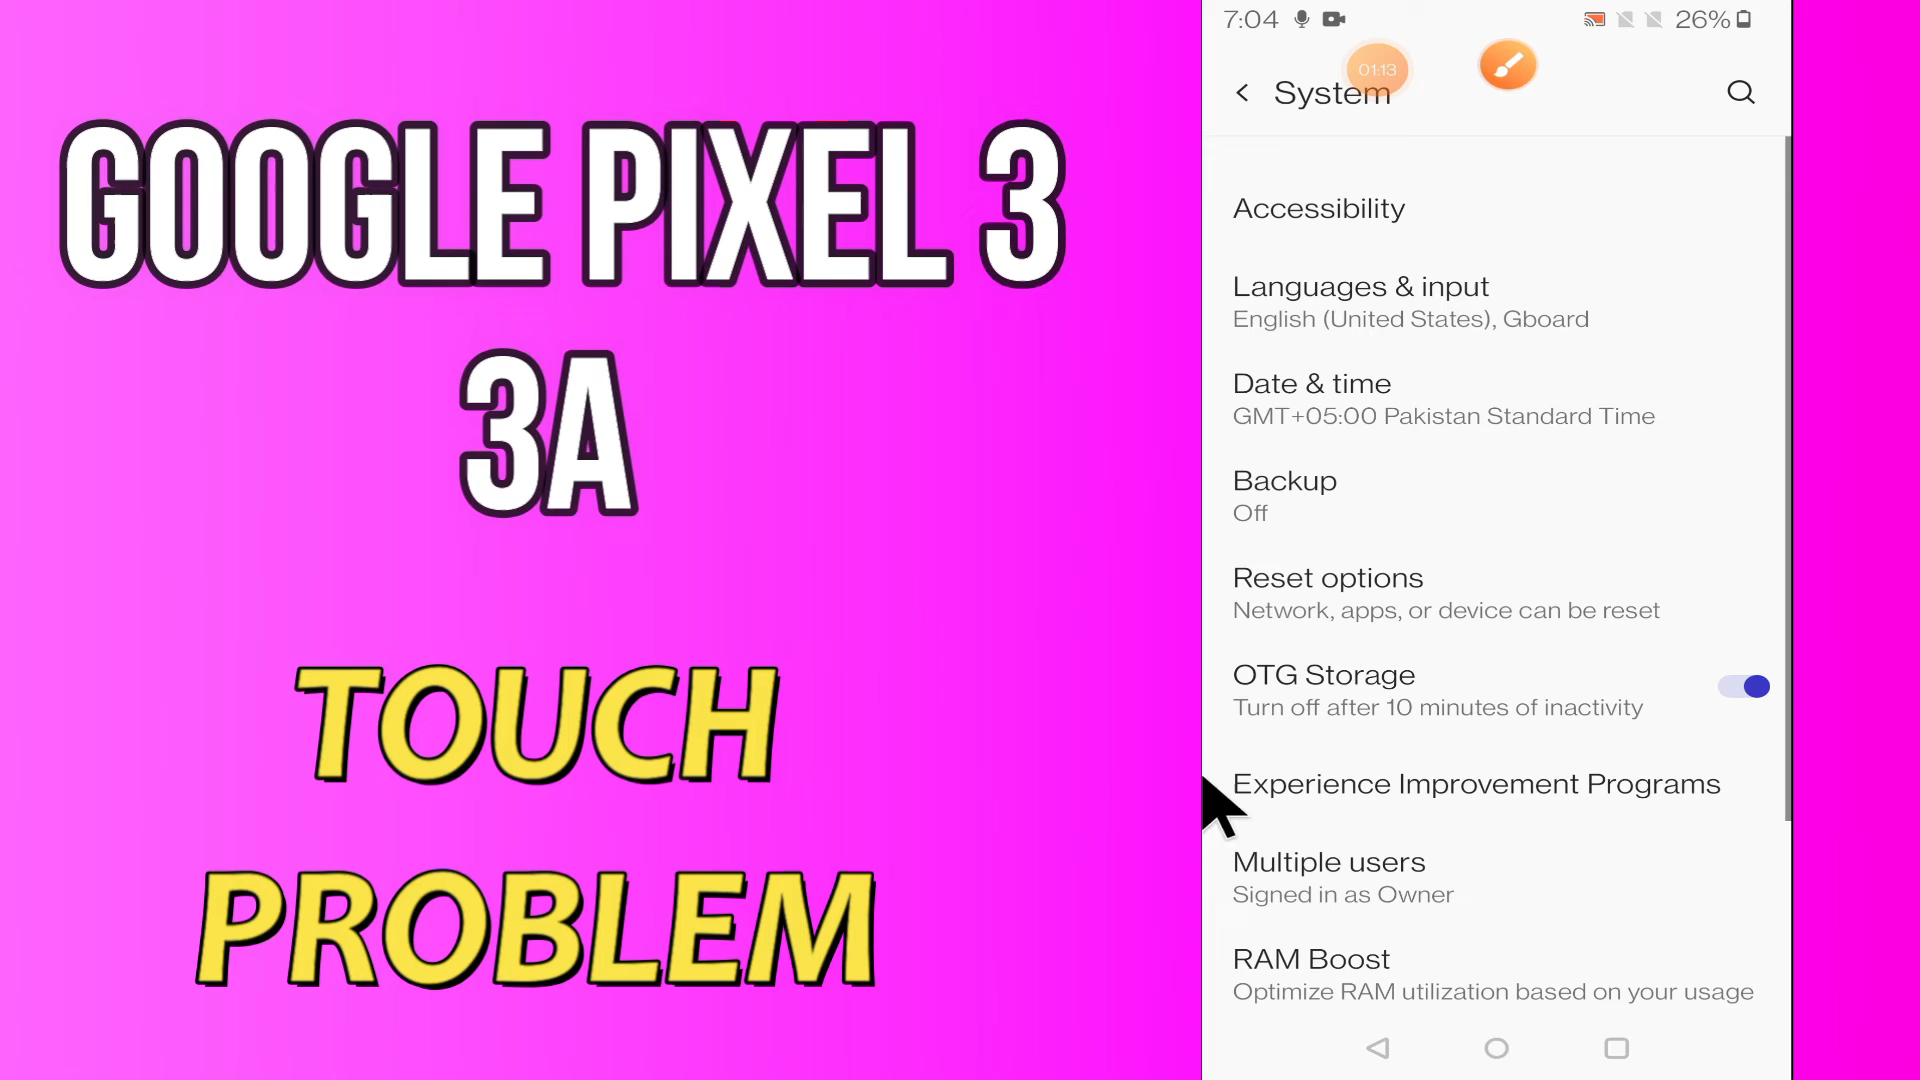 GOOGLE PIXEL 3
3A
TOUCH
PROBLEM
7:04
26%
01:13
System
Accessibility
Languages & input
English (United States), Gboard
Date & time
GMT+05:00 Pakistan Standard Time
Backup
Off
Reset options
Network, apps, or device can be reset
OTG Storage
Turn off after 10 minutes of inactivity
Experience Improvement Programs
Multiple users
Signed in as Owner
RAM Boost
Optimize RAM utilization based on your usage